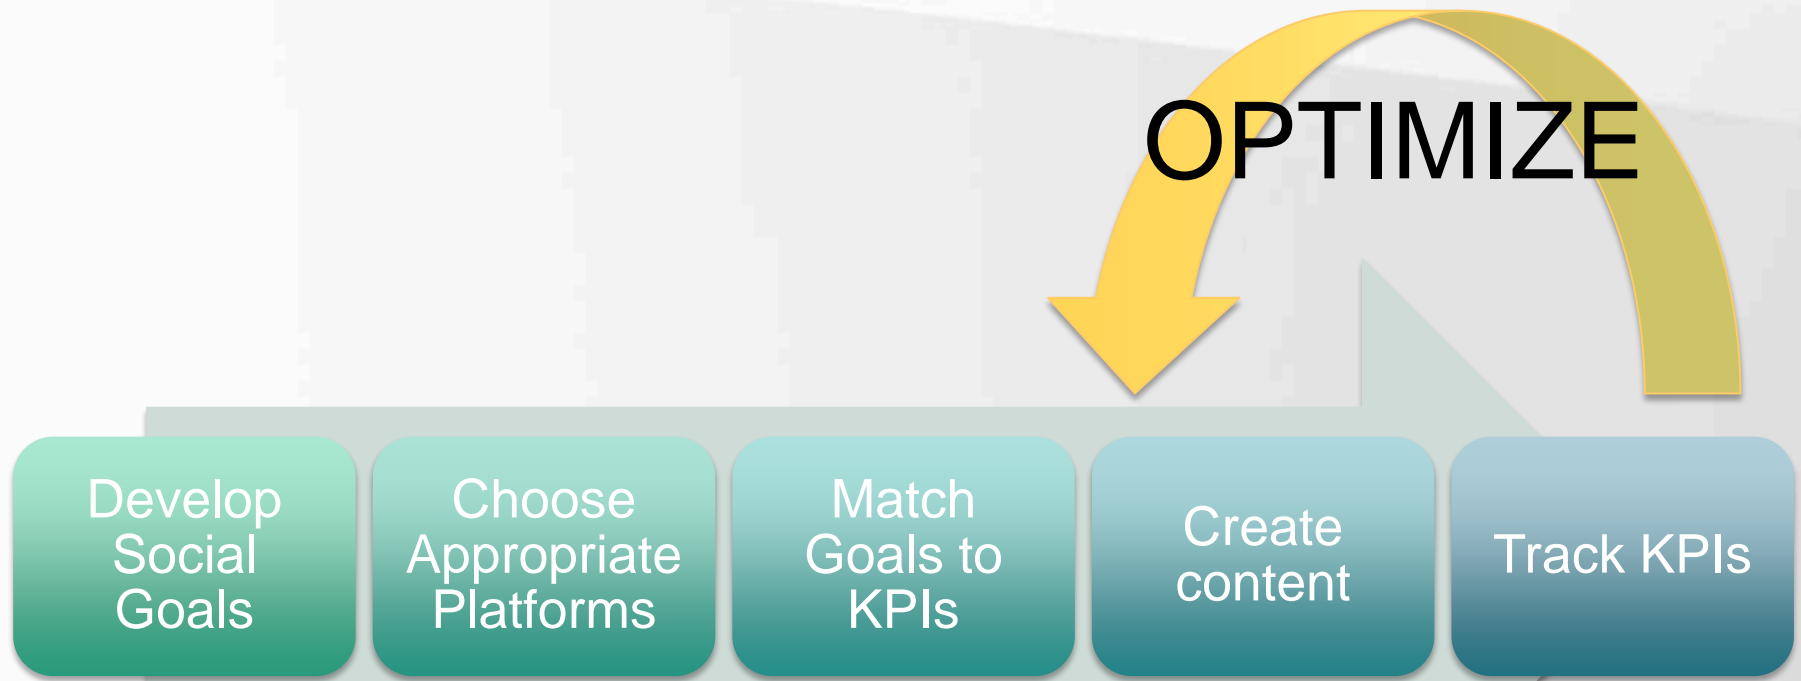 OPTIMIZE
Develop
Social
Goals
Choose
Appropriate
Platforms
Match
Goals to
KPIs
Create
content
Track KPIs